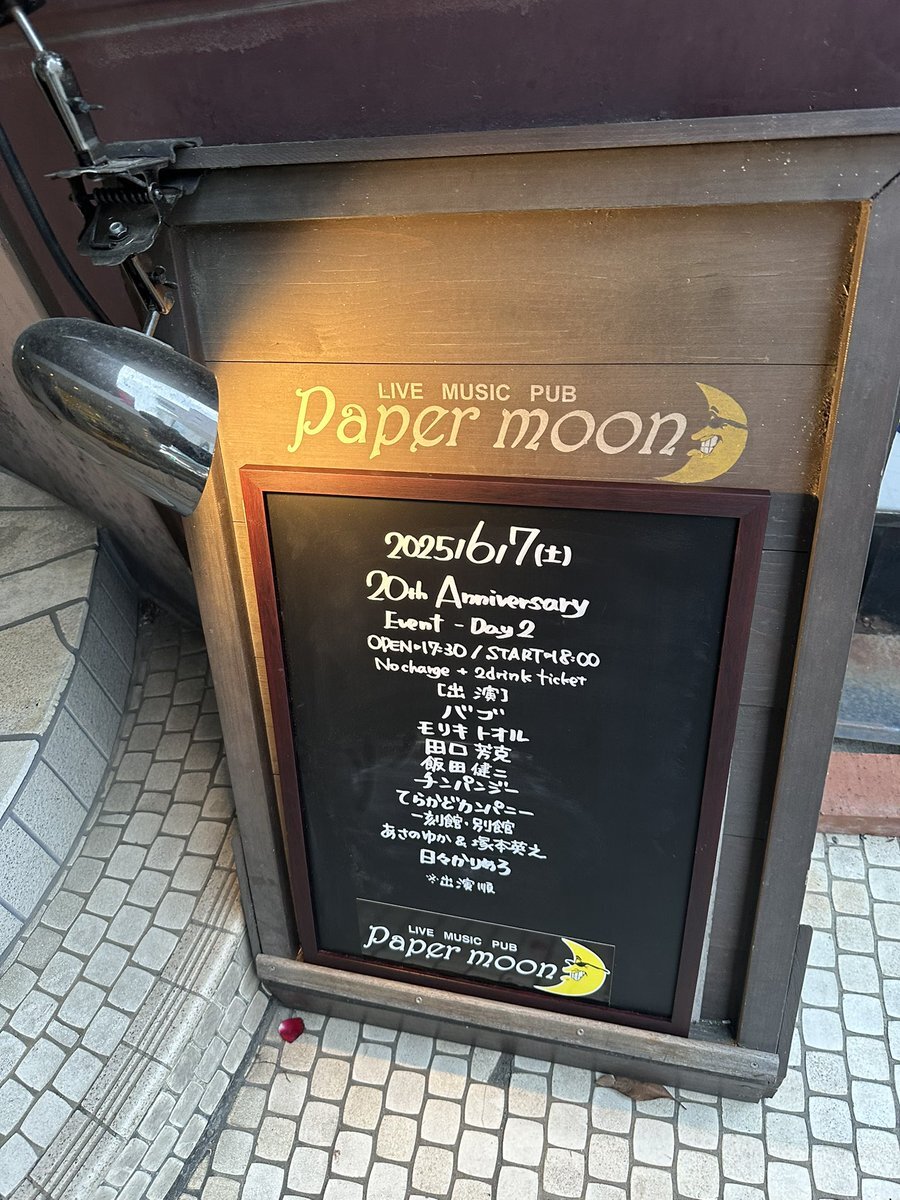 LIVE MUSIC PUB
Paper moon
2025/6/7(土)
20th Anniversary
Event - Day2
OPEN・17:30 / START・18:00
No charge + 2drink ticket
[出演]
バゴ
モリキトオル
田口芳克
飯田健二
チンパンジー
てらかどカンパニー
一刻館・別館
あさのゆか & 塚本英之
日々かりめろ
※出演順
LIVE MUSIC PUB
Paper moon